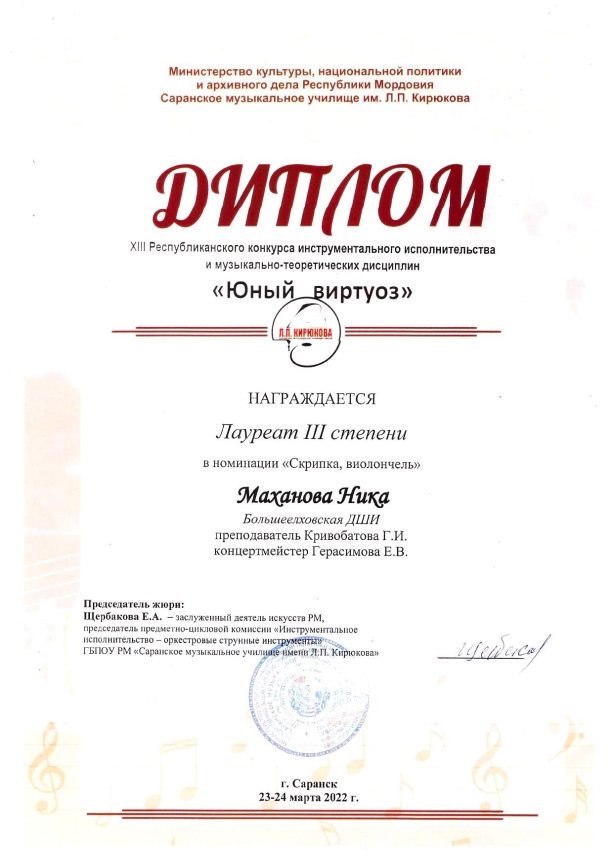 Министерство культуры, национальной политики
и архивного дела Республики Мордовия
Саранское музыкальное училище им. Л.П. Кирюкова
ДИПЛОМ
XIII Республиканского конкурса инструментального исполнительства
и музыкально-теоретических дисциплин
«Юный виртуоз»
Л.П. КИРЮКОВА
НАГРАЖДАЕТСЯ
Лауреат III степени
в номинации «Скрипка, виолончель»
Маханова Ника
Большеелховская ДШИ
преподаватель Кривобатова Г.И.
концертмейстер Герасимова Е.В.
Председатель жюри:
Щербакова Е.А. – заслуженный деятель искусств РМ,
председатель предметно-цикловой комиссии «Инструментальное
исполнительство – оркестровые струнные инструменты»
ГБПОУ РМ «Саранское музыкальное училище имени Л.П. Кирюкова»
г. Саранск
23-24 марта 2022 г.